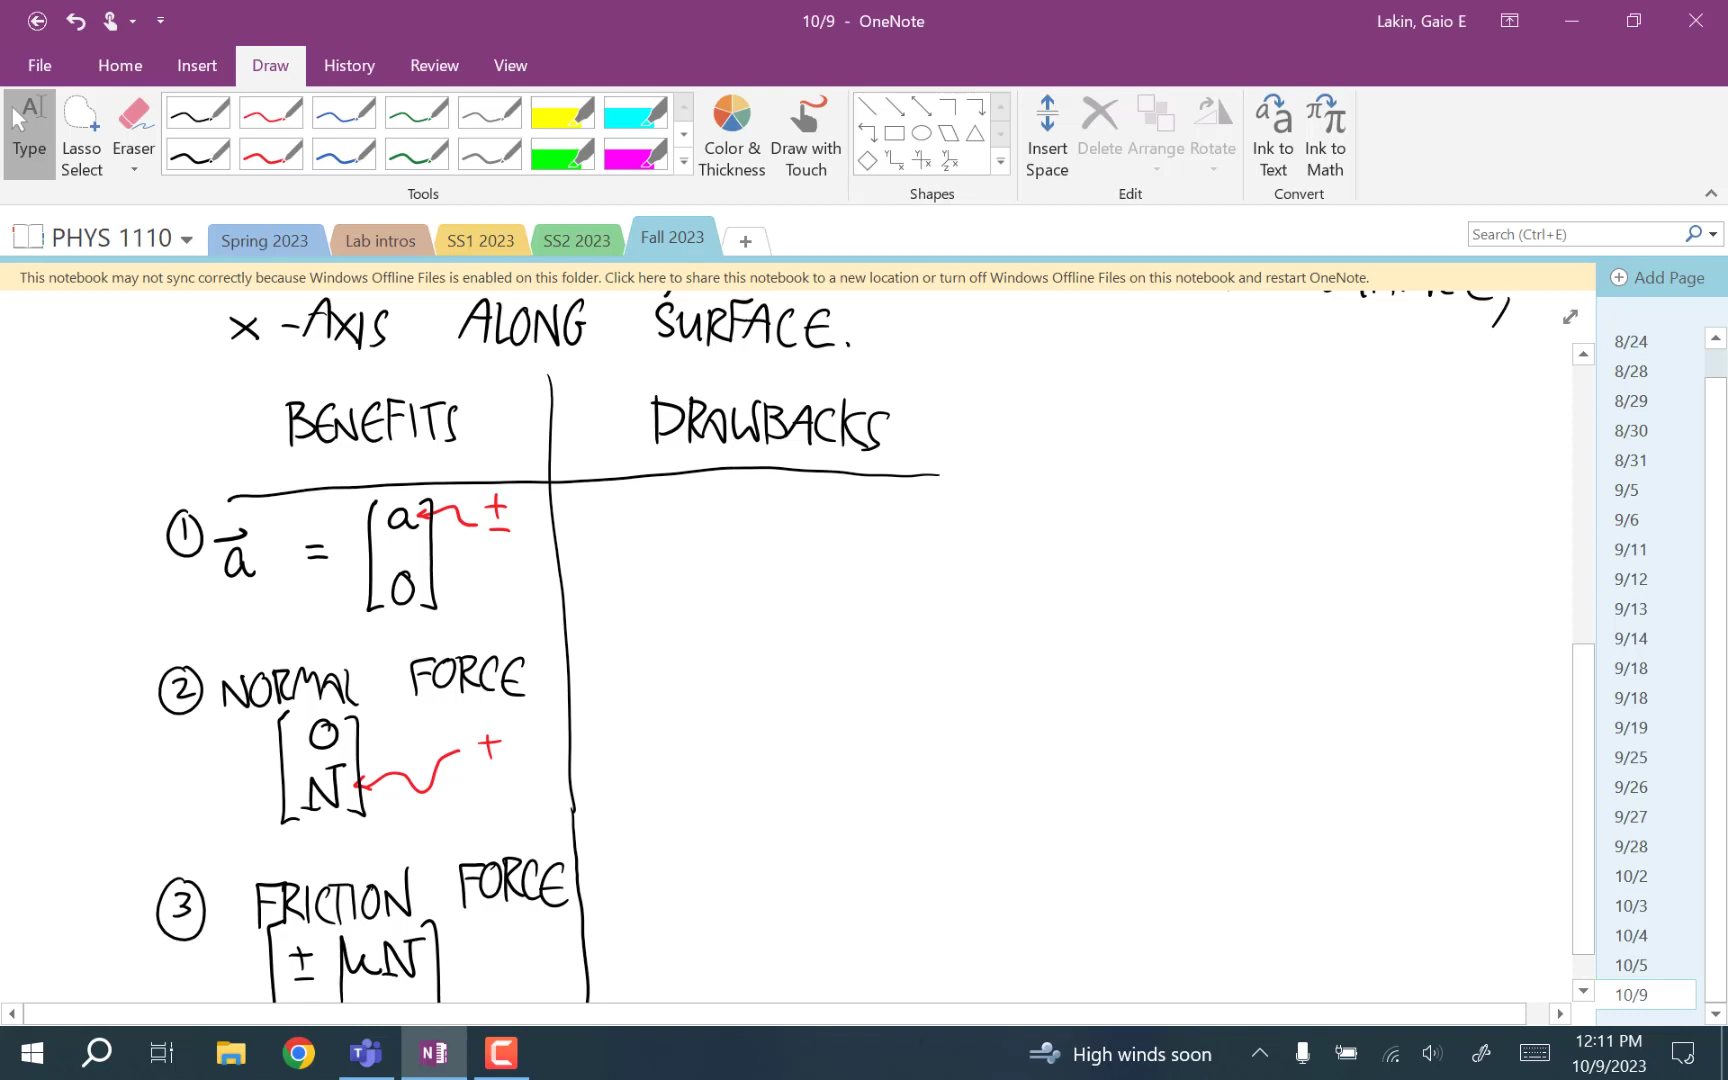 10/9 - OneNote
Lakin, Gaio E
File Home Insert Draw History Review View
Type
Lasso Select
Eraser
Color & Thickness
Draw with Touch
Insert Space
Delete
Arrange
Rotate
Ink to Text
Ink to Math
Tools
Shapes
Edit
Convert
PHYS 1110
Spring 2023
Lab intros
SS1 2023
SS2 2023
Fall 2023
Search (Ctrl+E)
This notebook may not sync correctly because Windows Offline Files is enabled on this folder. Click here to share this notebook to a new location or turn off Windows Offline Files on this notebook and restart OneNote.
Add Page
x-AXIS ALONG SURFACE.
BENEFITS
DRAWBACKS
① a⃗ = [a
0]
±
② NORMAL FORCE
[0
N]
+
③ FRICTION FORCE
[± μN]
8/24
8/28
8/29
8/30
8/31
9/5
9/6
9/11
9/12
9/13
9/14
9/18
9/18
9/19
9/25
9/26
9/27
9/28
10/2
10/3
10/4
10/5
10/9
High winds soon
12:11 PM
10/9/2023